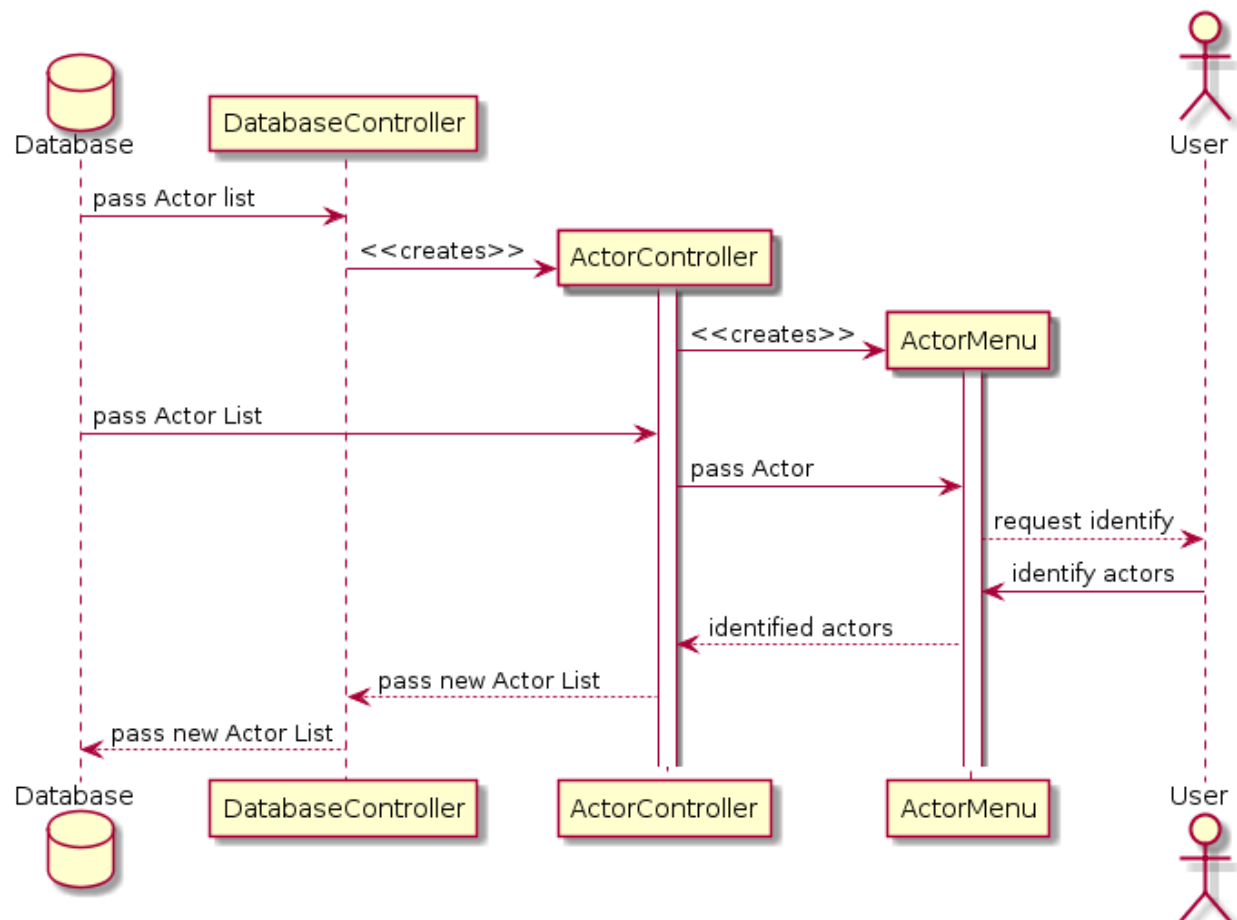 Database
DatabaseController
User
pass Actor list
<<creates>>
ActorController
<<creates>>
ActorMenu
pass Actor List
pass Actor
request identify
identify actors
identified actors
pass new Actor List
pass new Actor List
Database
DatabaseController
ActorController
ActorMenu
User